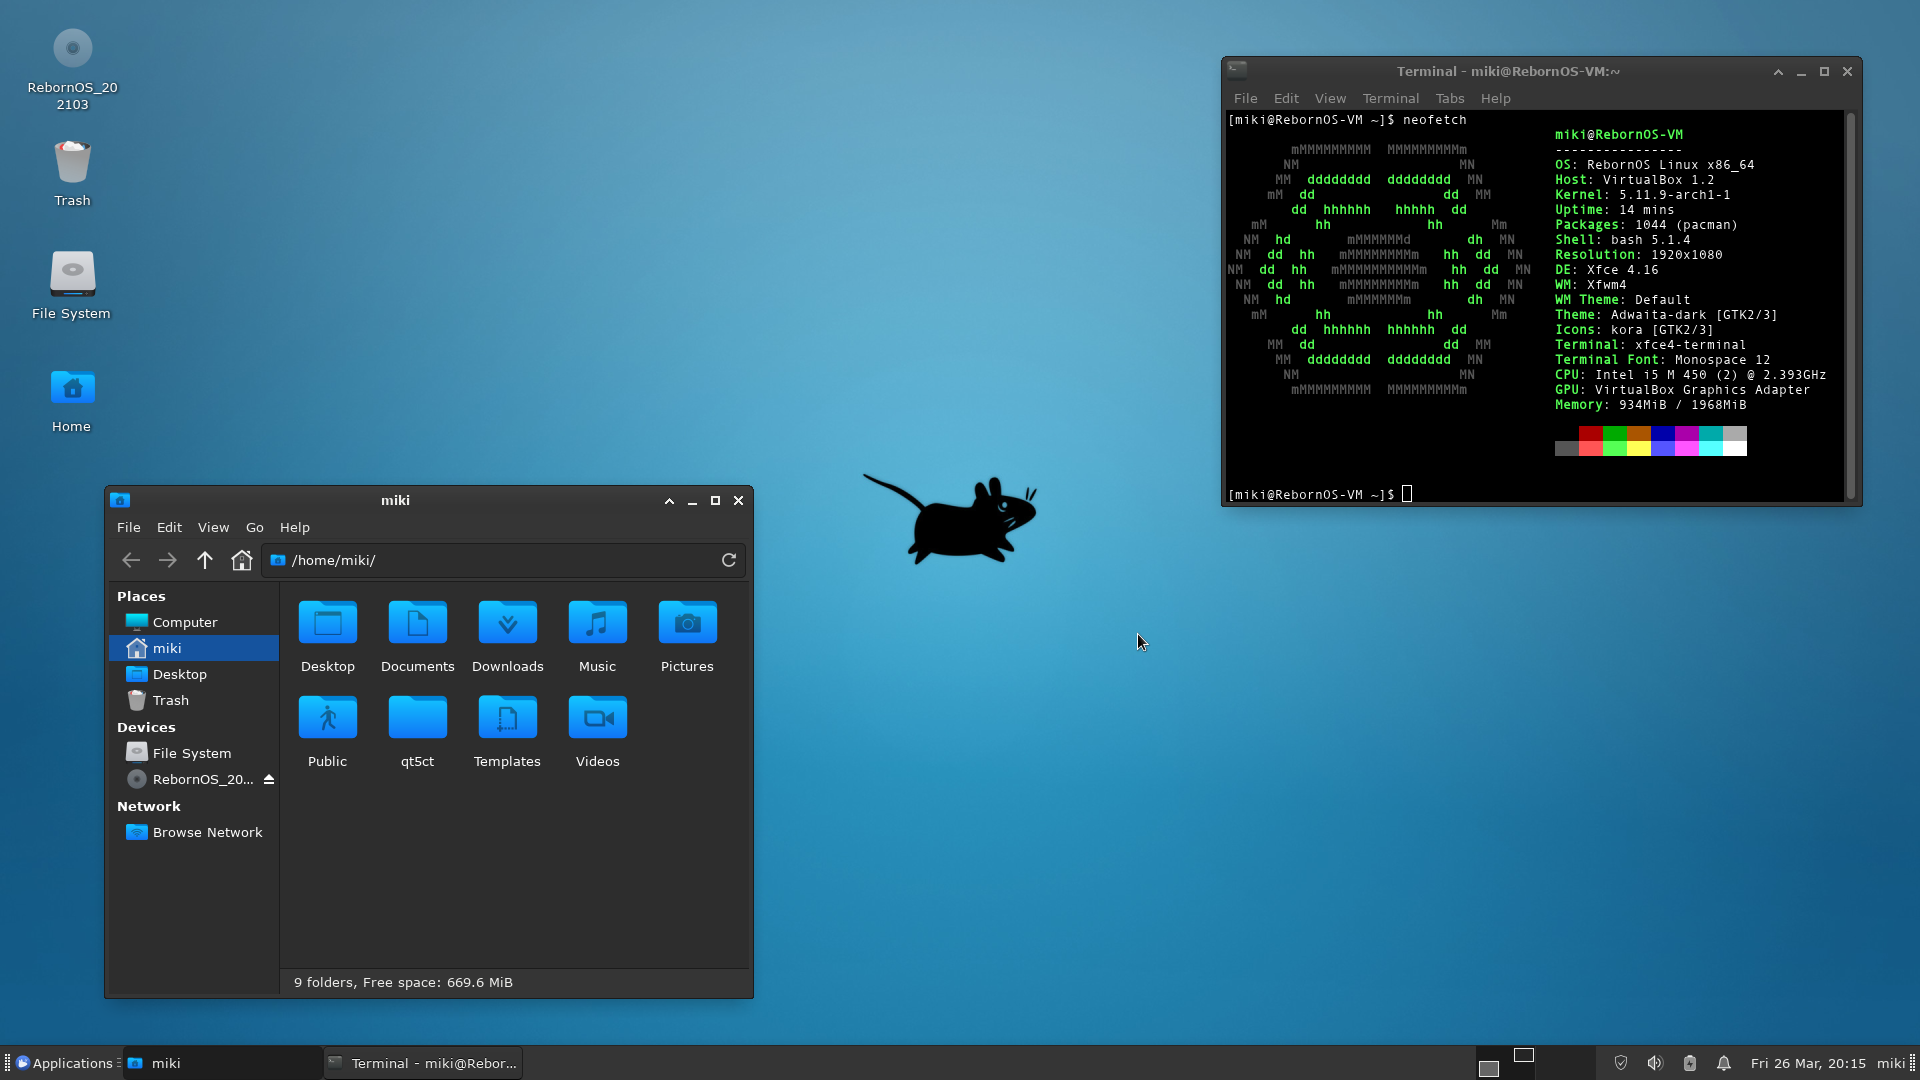 RebornOS_20
2103
Trash
File System
Home
Terminal - miki@RebornOS-VM:~
File Edit View Terminal Tabs Help
[miki@RebornOS-VM ~]$ neofetch
miki@RebornOS-VM
----------------
mMMMMMMMMM  MMMMMMMMMm
OS: RebornOS Linux x86_64
NM                    MN
Host: VirtualBox 1.2
MM  dddddddd  dddddddd  MN
Kernel: 5.11.9-arch1-1
mM  dd                dd  MM
Uptime: 14 mins
dd  hhhhhh   hhhhh  dd
Packages: 1044 (pacman)
mM      hh            hh      Mm
Shell: bash 5.1.4
NM  hd       mMMMMMMd       dh  MN
Resolution: 1920x1080
NM  dd  hh   mMMMMMMMMm   hh  dd  MN
DE: Xfce 4.16
NM  dd  hh   mMMMMMMMMMMm   hh  dd  MN
WM: Xfwm4
NM  dd  hh   mMMMMMMMMm   hh  dd  MN
WM Theme: Default
NM  hd       mMMMMMMm       dh  MN
Theme: Adwaita-dark [GTK2/3]
mM      hh            hh      Mm
Icons: kora [GTK2/3]
dd  hhhhhh  hhhhhh  dd
Terminal: xfce4-terminal
MM  dd                dd  MM
Terminal Font: Monospace 12
MM  dddddddd  dddddddd  MN
CPU: Intel i5 M 450 (2) @ 2.393GHz
NM                    MN
GPU: VirtualBox Graphics Adapter
mMMMMMMMMM  MMMMMMMMMm
Memory: 934MiB / 1968MiB
[miki@RebornOS-VM ~]$
miki
File Edit View Go Help
/home/miki/
Places
Computer
miki
Desktop
Trash
Devices
File System
RebornOS_20...
Network
Browse Network
Desktop Documents Downloads Music Pictures
Public qt5ct Templates Videos
9 folders, Free space: 669.6 MiB
Applications miki Terminal - miki@Rebor... Fri 26 Mar, 20:15 miki